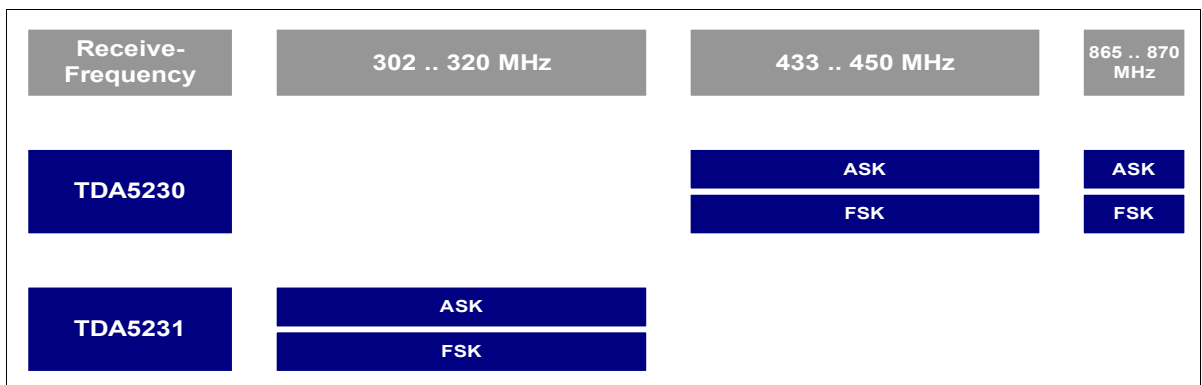 Receive-
Frequency
302 .. 320 MHz
433 .. 450 MHz
865 .. 870
MHz
TDA5230
ASK
ASK
FSK
FSK
TDA5231
ASK
FSK